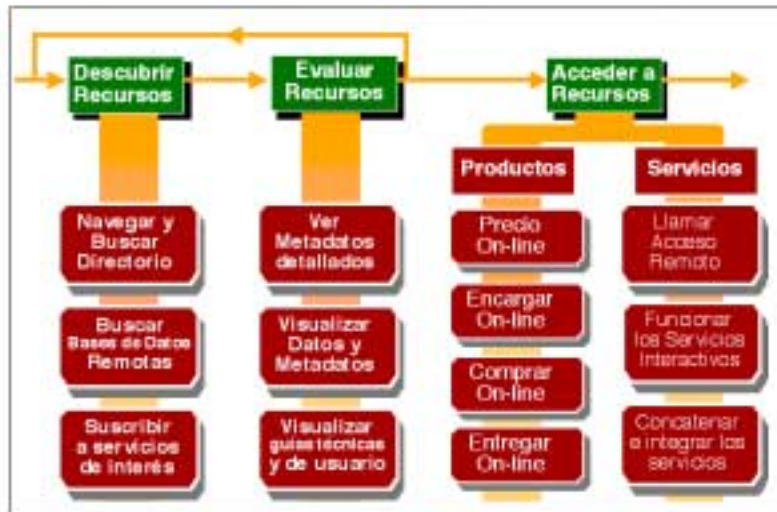 Descubrir
Recursos
Evaluar
Recursos
Acceder a
Recursos
Productos
Servicios
Navegar y
Buscar
Directorio
Buscar
Bases de Datos
Remotas
Suscribir
a servicios
de interés
Ver
Metadatos
detallados
Visualizar
Datos y
Metadatos
Visualizar
guias técnicas
y de usuario
Precio
On-line
Encargar
On-line
Comprar
On-line
Entregar
On-line
Llamar
Acceso
Remoto
Funcionar
los Servicios
Interactivos
Concatenar
e integrar los
servicios